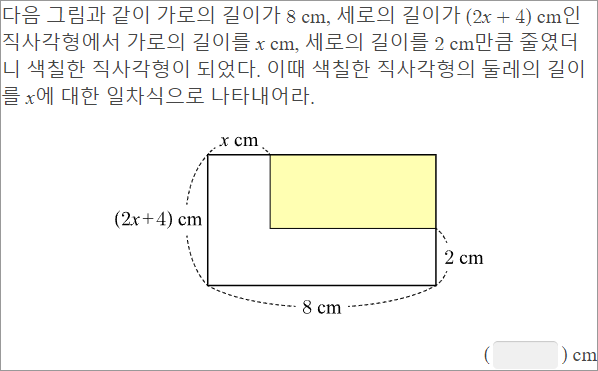 다음 그림과 같이 가로의 길이가 8 cm, 세로의 길이가 (2x + 4) cm인
직사각형에서 가로의 길이를 x cm, 세로의 길이를 2 cm만큼 줄였더
니 색칠한 직사각형이 되었다. 이때 색칠한 직사각형의 둘레의 길이
를 x에 대한 일차식으로 나타내어라.
x cm
(2x+4) cm
2 cm
8 cm
( ) cm